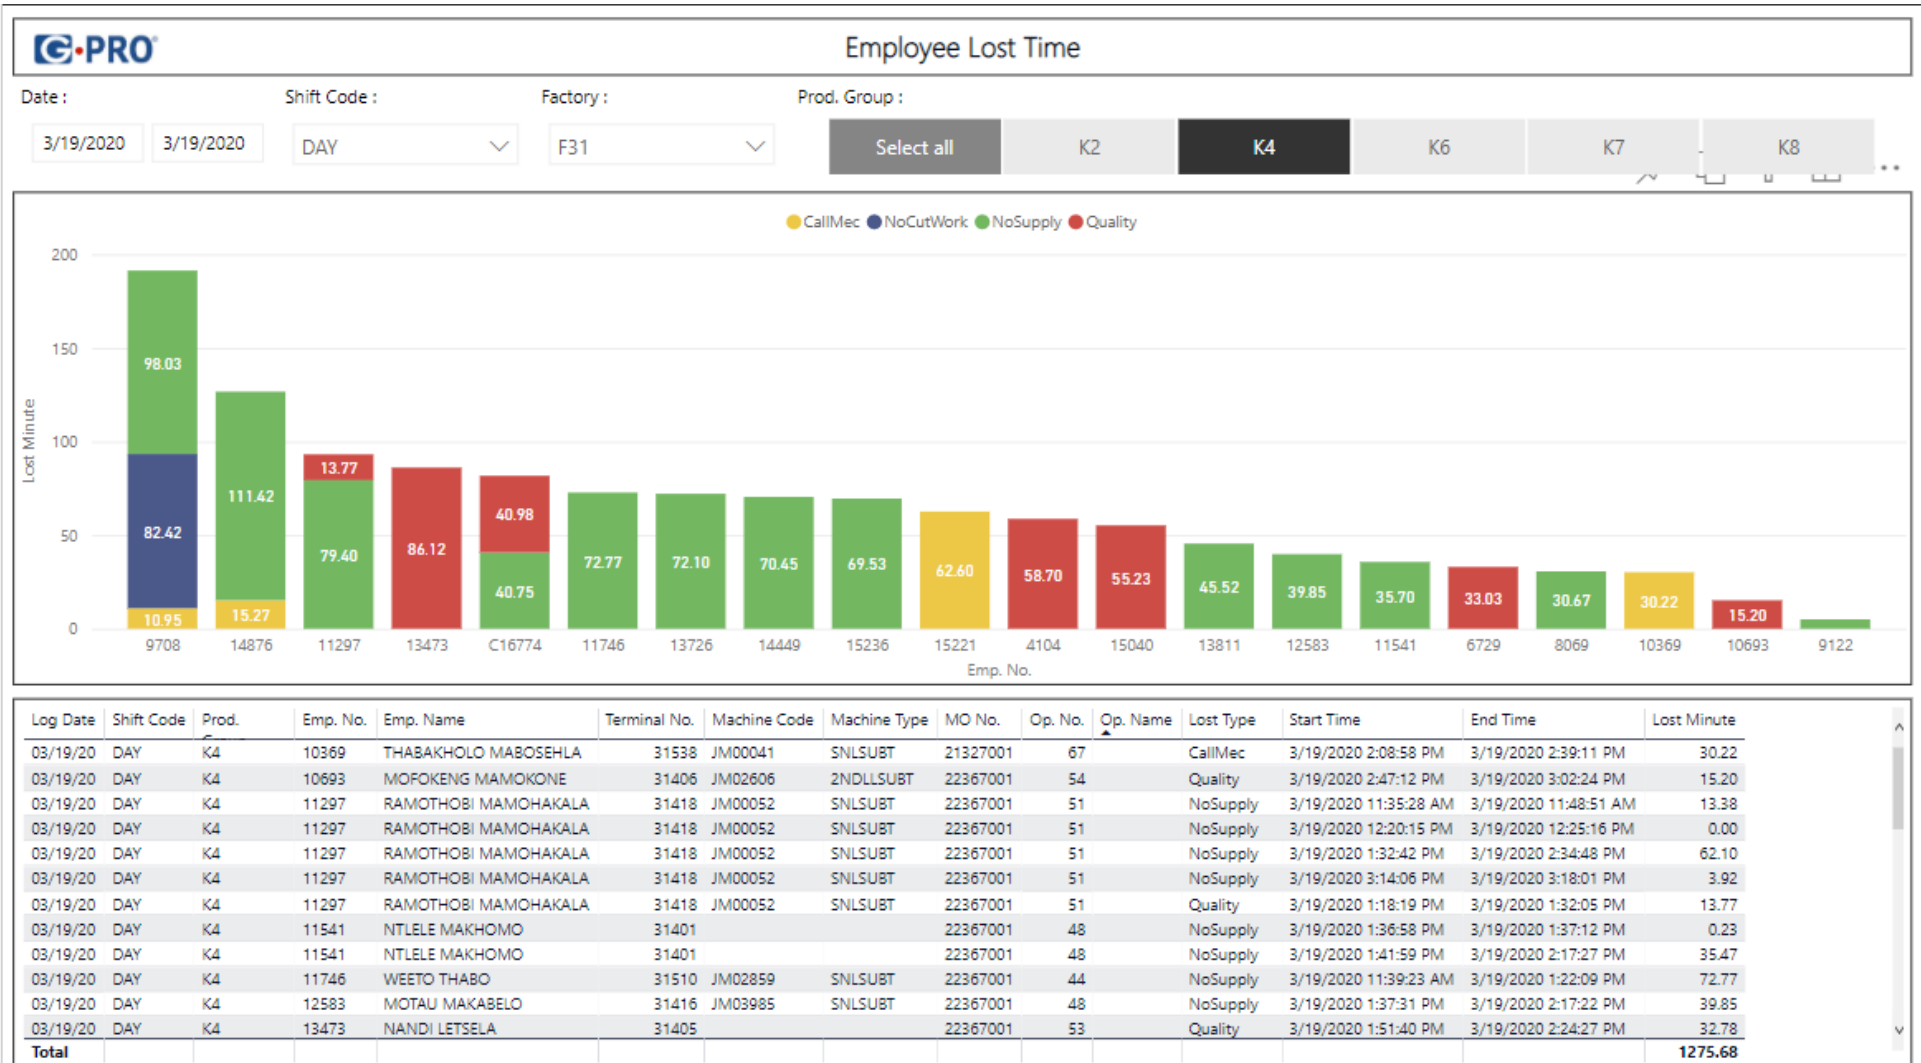 G·PRO
Employee Lost Time
Date : Shift Code : Factory : Prod. Group :
3/19/2020 3/19/2020 DAY F31 Select all K2 K4 K6 K7 K8
CallMec NoCutWork NoSupply Quality
200
150
100
50
0
Lost Minute
98.03
82.42
10.95
111.42
15.27
13.77
79.40
86.12
40.98
40.75
72.77
72.10
70.45
69.53
62.60
58.70
55.23
45.52
39.85
35.70
33.03
30.67
30.22
15.20
9708 14876 11297 13473 C16774 11746 13726 14449 15236 15221 4104 15040 13811 12583 11541 6729 8069 10369 10693 9122
Emp. No.
Log Date Shift Code Prod. Emp. No. Emp. Name Terminal No. Machine Code Machine Type MO No. Op. No. Op. Name Lost Type Start Time End Time Lost Minute
03/19/20 DAY K4 10369 THABAKHOLO MABOSEHLA 31538 JM00041 SNLSUBT 21327001 67 CallMec 3/19/2020 2:08:58 PM 3/19/2020 2:39:11 PM 30.22
03/19/20 DAY K4 10693 MOFOKENG MAMOKONE 31406 JM02606 2NDLLSUBT 22367001 54 Quality 3/19/2020 2:47:12 PM 3/19/2020 3:02:24 PM 15.20
03/19/20 DAY K4 11297 RAMOTHOBI MAMOHAKALA 31418 JM00052 SNLSUBT 22367001 51 NoSupply 3/19/2020 11:35:28 AM 3/19/2020 11:48:51 AM 13.38
03/19/20 DAY K4 11297 RAMOTHOBI MAMOHAKALA 31418 JM00052 SNLSUBT 22367001 51 NoSupply 3/19/2020 12:20:15 PM 3/19/2020 12:25:16 PM 0.00
03/19/20 DAY K4 11297 RAMOTHOBI MAMOHAKALA 31418 JM00052 SNLSUBT 22367001 51 NoSupply 3/19/2020 1:32:42 PM 3/19/2020 2:34:48 PM 62.10
03/19/20 DAY K4 11297 RAMOTHOBI MAMOHAKALA 31418 JM00052 SNLSUBT 22367001 51 NoSupply 3/19/2020 3:14:06 PM 3/19/2020 3:18:01 PM 3.92
03/19/20 DAY K4 11297 RAMOTHOBI MAMOHAKALA 31418 JM00052 SNLSUBT 22367001 51 Quality 3/19/2020 1:18:19 PM 3/19/2020 1:32:05 PM 13.77
03/19/20 DAY K4 11541 NTLELE MAKHOMO 31401 22367001 48 NoSupply 3/19/2020 1:36:58 PM 3/19/2020 1:37:12 PM 0.23
03/19/20 DAY K4 11541 NTLELE MAKHOMO 31401 22367001 48 NoSupply 3/19/2020 1:41:59 PM 3/19/2020 2:17:27 PM 35.47
03/19/20 DAY K4 11746 WEETO THABO 31510 JM02859 SNLSUBT 22367001 44 NoSupply 3/19/2020 11:39:23 AM 3/19/2020 1:22:09 PM 72.77
03/19/20 DAY K4 12583 MOTAU MAKABELO 31416 JM03985 SNLSUBT 22367001 48 NoSupply 3/19/2020 1:37:31 PM 3/19/2020 2:17:22 PM 39.85
03/19/20 DAY K4 13473 NANDI LETSELA 31405 22367001 53 Quality 3/19/2020 1:51:40 PM 3/19/2020 2:24:27 PM 32.78
Total 1275.68